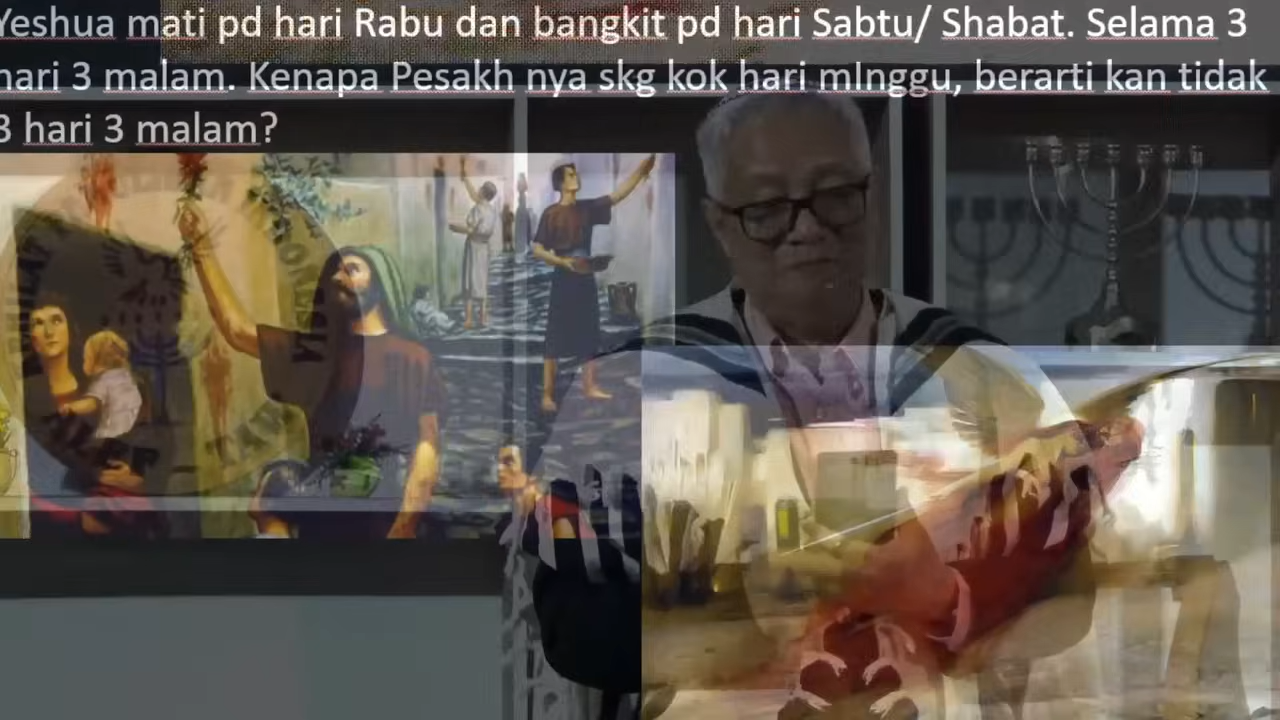 Yeshua mati pd hari Rabu dan bangkit pd hari Sabtu/ Shabat. Selama 3
hari 3 malam. Kenapa Pesakh nya skg kok hari mInggu, berarti kan tidak
3 hari 3 malam?